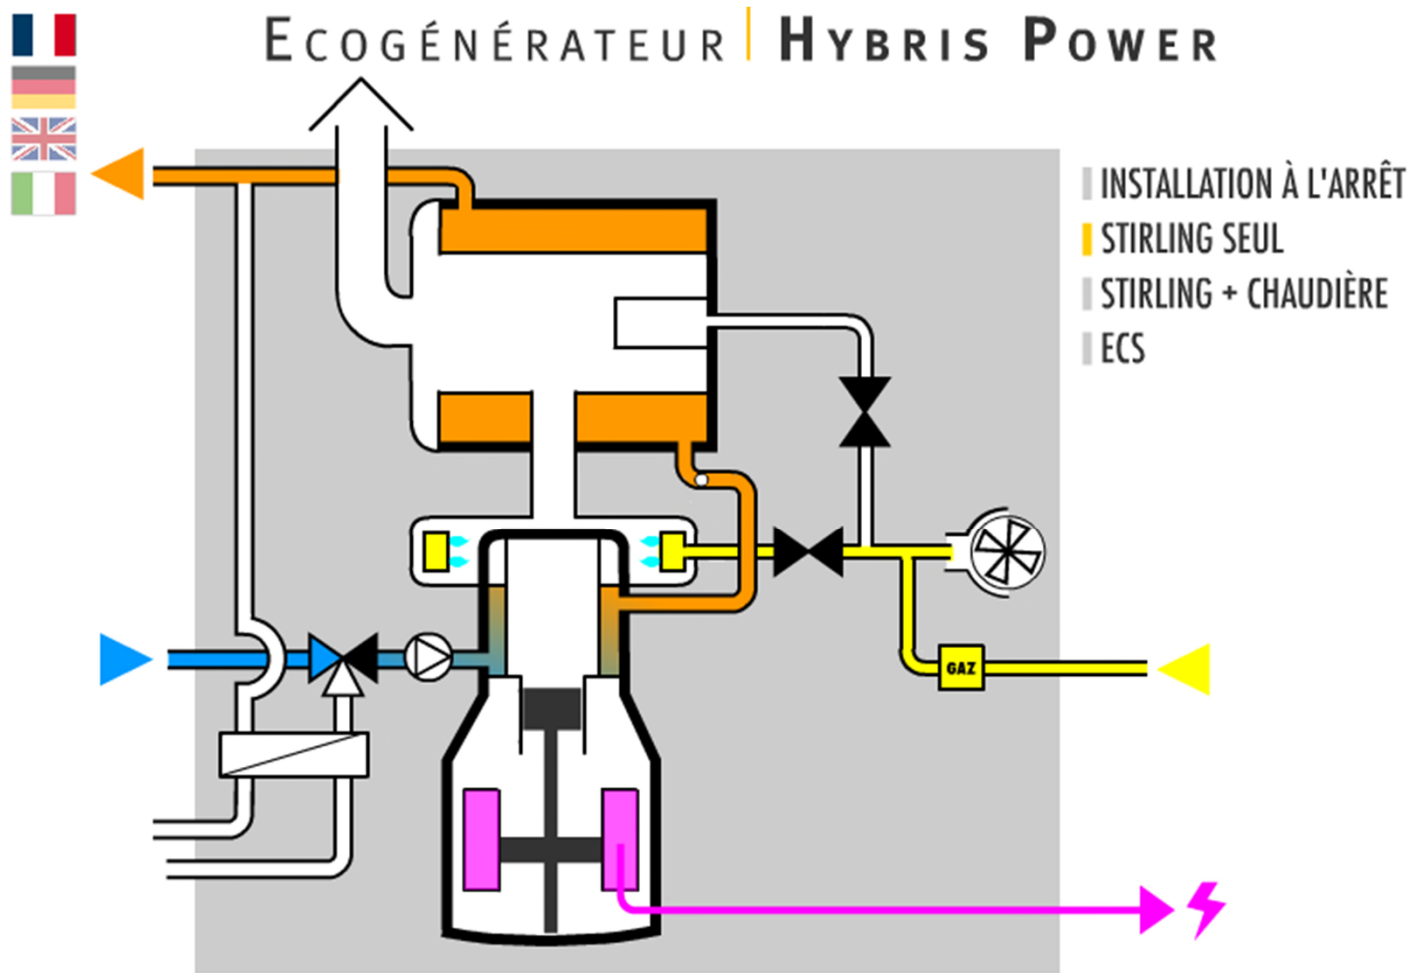 ECOGÉNÉRATEUR | HYBRIS POWER
INSTALLATION À L'ARRÊT
STIRLING SEUL
STIRLING + CHAUDIÈRE
ECS
GAZ